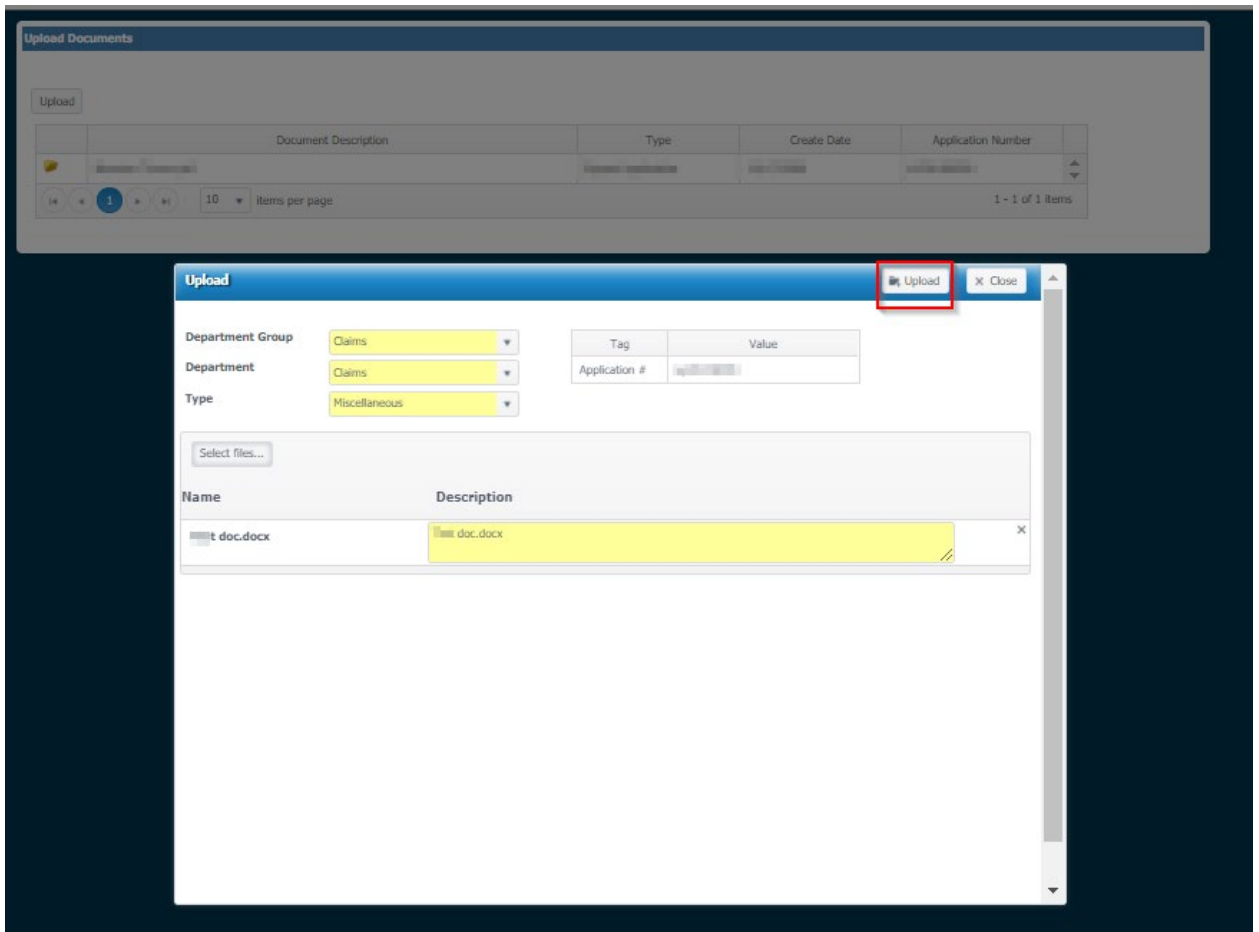 Upload Documents
Upload
Document Description Type Create Date Application Number
1 10 items per page 1 - 1 of 1 items
Upload Upload × Close
Department Group Claims Tag Value
Department Claims Application #
Type Miscellaneous
Select files...
Name Description
doc.docx doc.docx ×